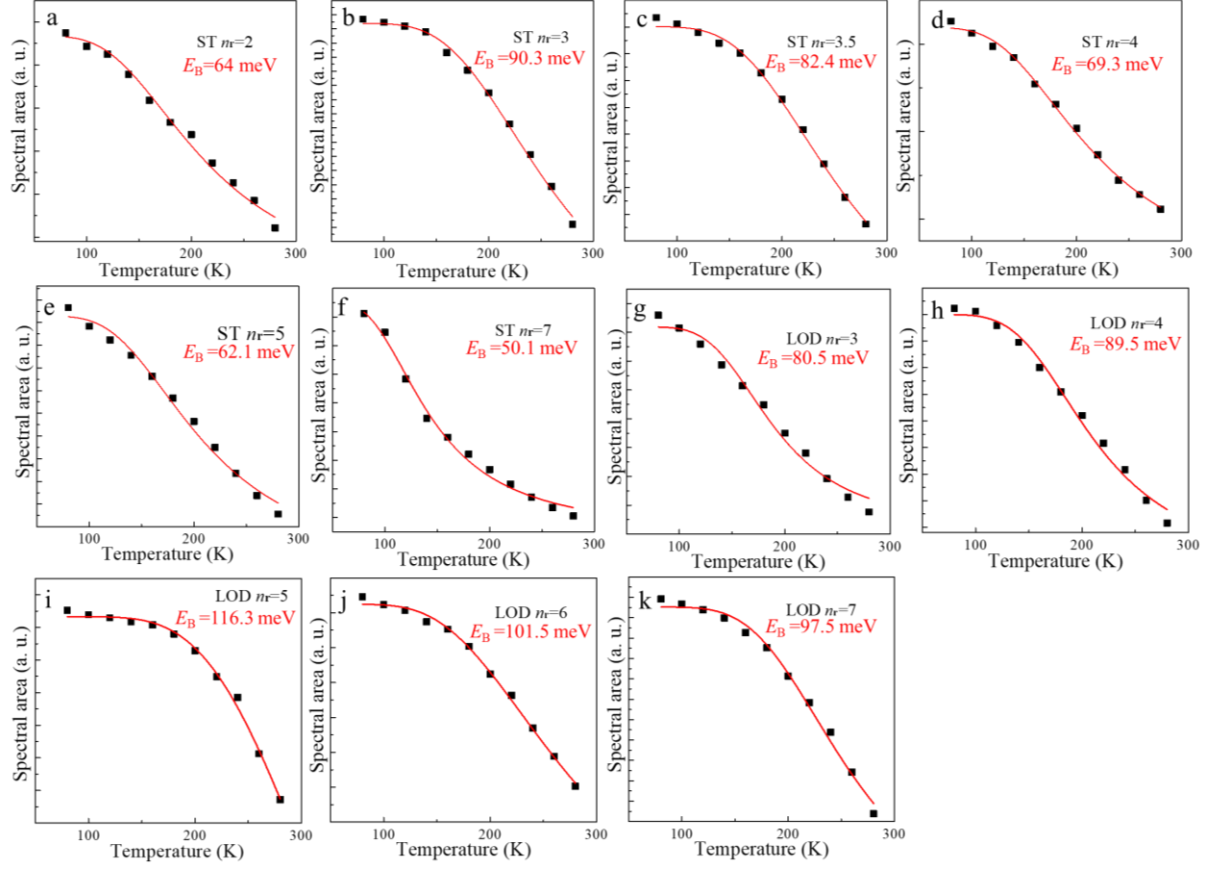 a
ST nr=2
EB=64 meV
Spectral area (a. u.)
100 200 300
Temperature (K)
b
ST nr=3
EB=90.3 meV
Spectral area (a. u.)
100 200 300
Temperature (K)
c
ST nr=3.5
EB=82.4 meV
Spectral area (a. u.)
100 200 300
Temperature (K)
d
ST nr=4
EB=69.3 meV
Spectral area (a. u.)
100 200 300
Temperature (K)
e
ST nr=5
EB=62.1 meV
Spectral area (a. u.)
100 200 300
Temperature (K)
f
ST nr=7
EB=50.1 meV
Spectral area (a. u.)
100 200 300
Temperature (K)
g
LOD nr=3
EB=80.5 meV
Spectral area (a. u.)
100 200 300
Temperature (K)
h
LOD nr=4
EB=89.5 meV
Spectral area (a. u.)
100 200 300
Temperature (K)
i
LOD nr=5
EB=116.3 meV
Spectral area (a. u.)
100 200 300
Temperature (K)
j
LOD nr=6
EB=101.5 meV
Spectral area (a. u.)
100 200 300
Temperature (K)
k
LOD nr=7
EB=97.5 meV
Spectral area (a. u.)
100 200 300
Temperature (K)